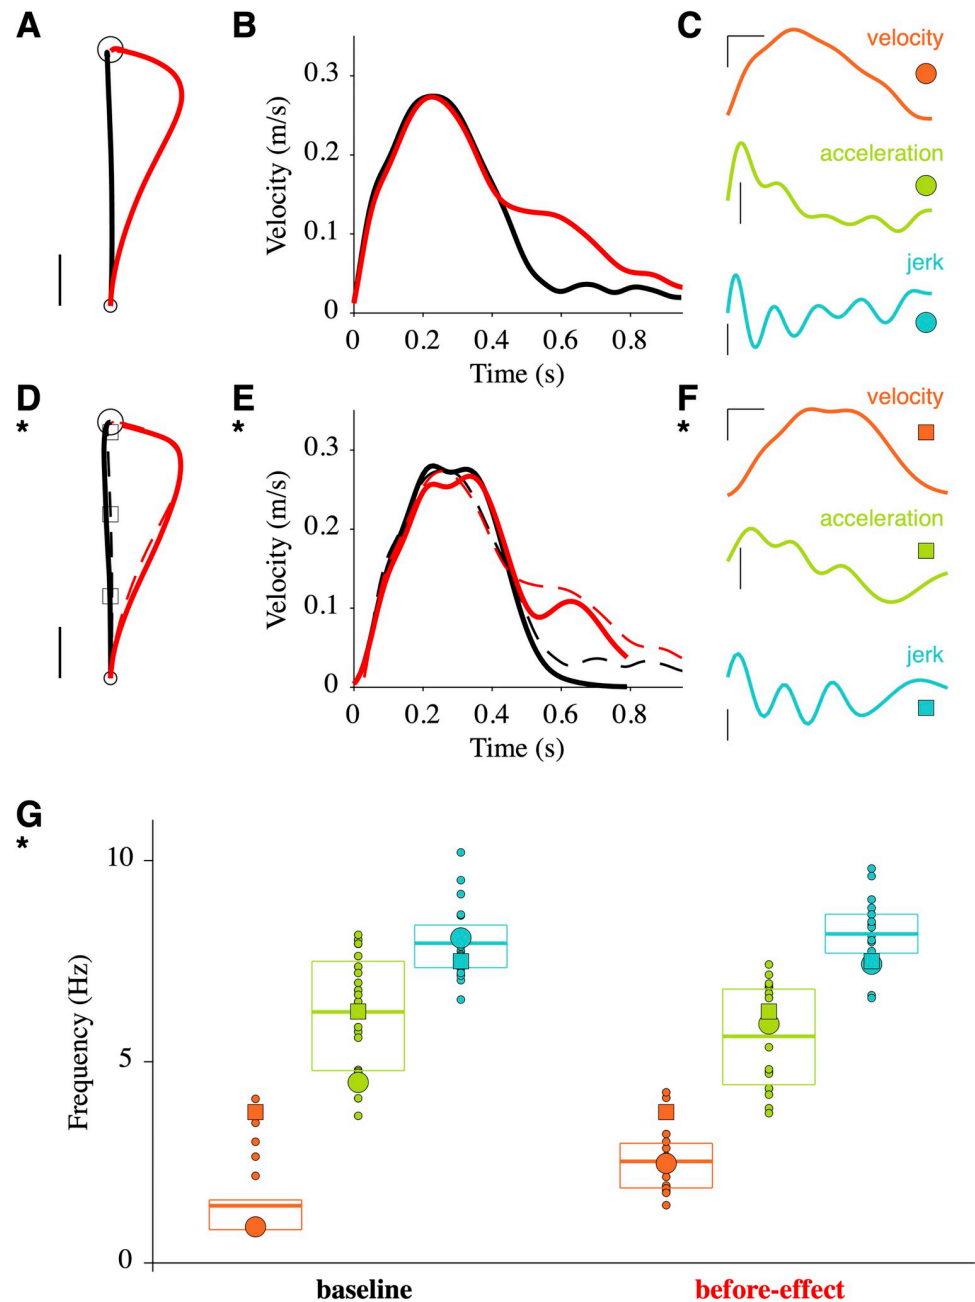 A
B
C
velocity
acceleration
jerk
Velocity (m/s)
0.3
0.2
0.1
0
0 0.2 0.4 0.6 0.8
Time (s)
D
*
E
*
F
*
velocity
acceleration
jerk
Velocity (m/s)
0.3
0.2
0.1
0
0 0.2 0.4 0.6 0.8
Time (s)
G
*
Frequency (Hz)
10
5
0
baseline before-effect